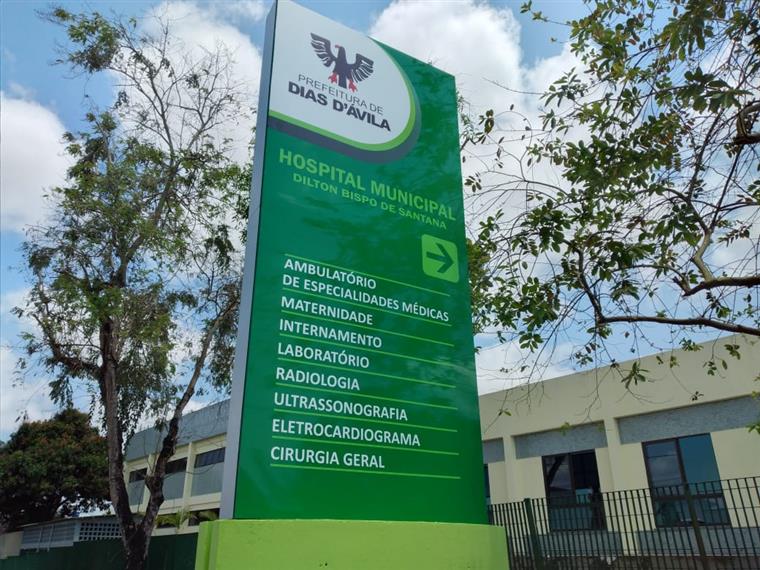 PREFEITURA DE
DIAS D'ÁVILA
HOSPITAL MUNICIPAL
DILTON BISPO DE SANTANA
AMBULATÓRIO
DE ESPECIALIDADES MÉDICAS
MATERNIDADE
INTERNAMENTO
LABORATÓRIO
RADIOLOGIA
ULTRASSONOGRAFIA
ELETROCARDIOGRAMA
CIRURGIA GERAL